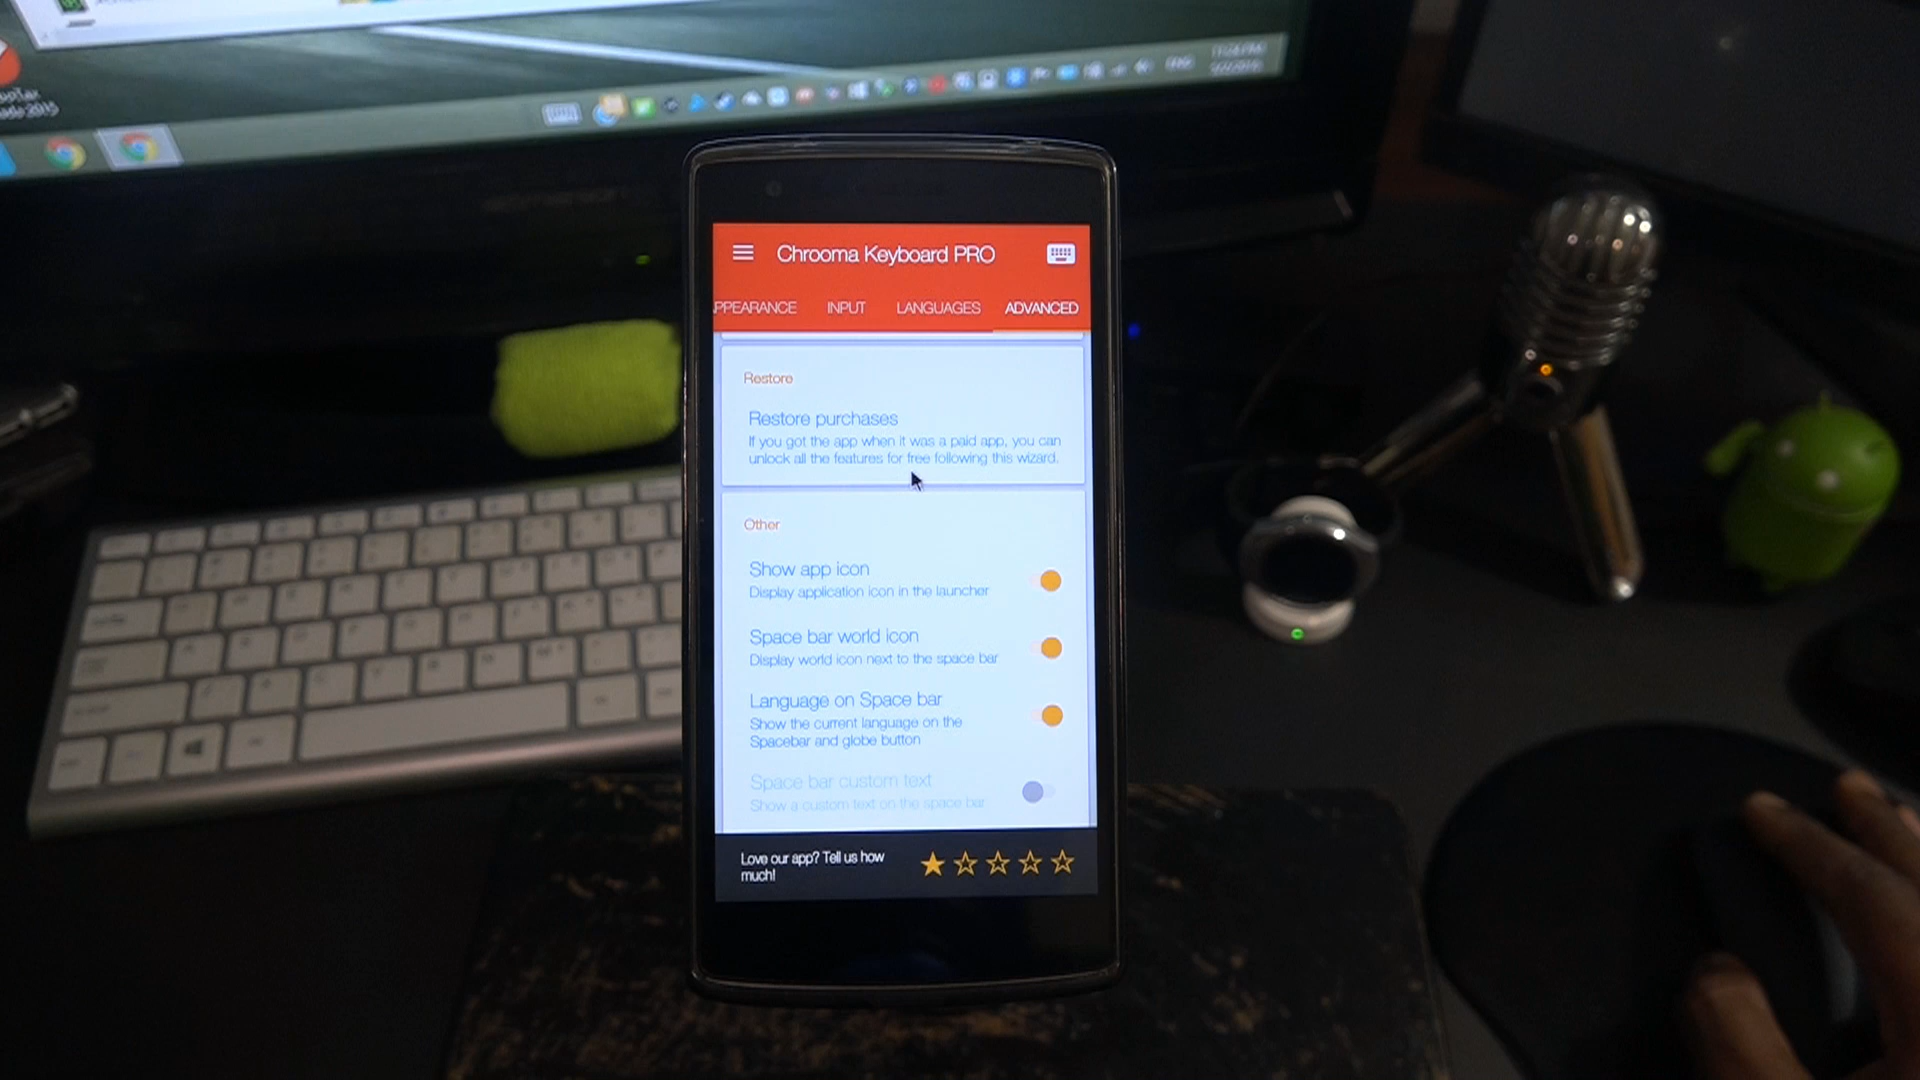 Chrooma Keyboard PRO
PPEARANCE INPUT LANGUAGES ADVANCED
Restore
Restore purchases
If you got the app when it was a paid app, you can
unlock all the features for free following this wizard.
Other
Show app icon
Display application icon in the launcher
Space bar world icon
Display world icon next to the space bar
Language on Space bar
Show the current language on the
Spacebar and globe button
Space bar custom text
Show a custom text on the space bar
Love our app? Tell us how
much!
ENG